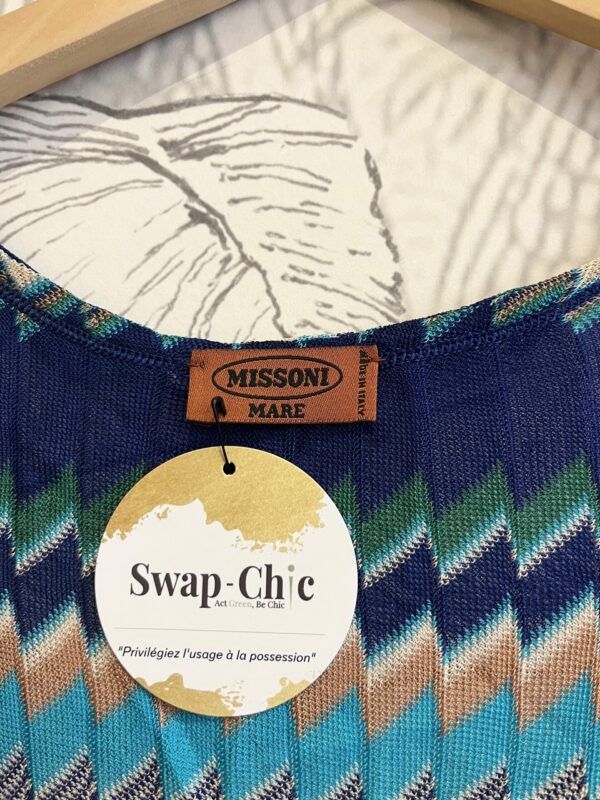 MISSONI
MARE
MADE IN ITALY
Swap-Chic
Act Green, Be Chic
"Privilégiez l'usage à la possession"